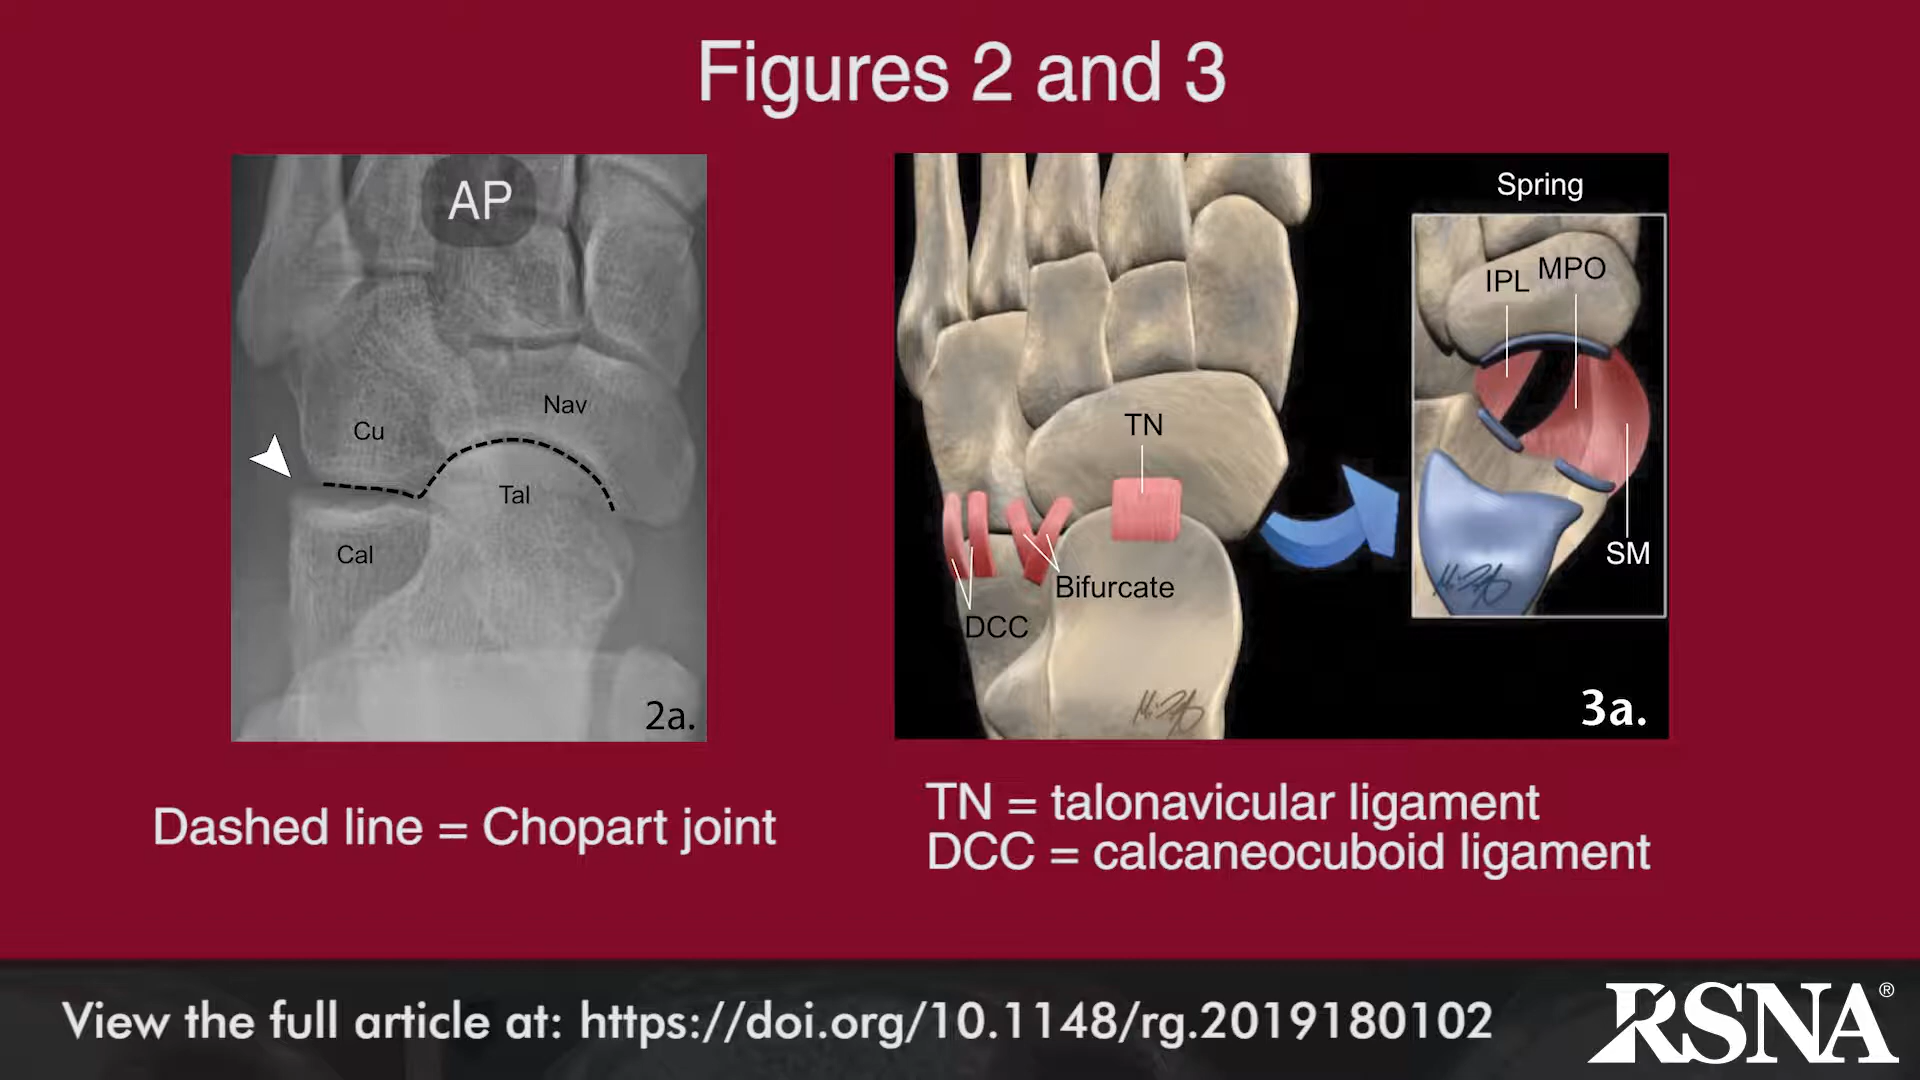 Figures 2 and 3
AP
Nav
Cu
Tal
Cal
2a.
Spring
IPL MPO
TN
SM
Bifurcate
DCC
3a.
Dashed line = Chopart joint
TN = talonavicular ligament
DCC = calcaneocuboid ligament
View the full article at: https://doi.org/10.1148/rg.2019180102
RSNA®